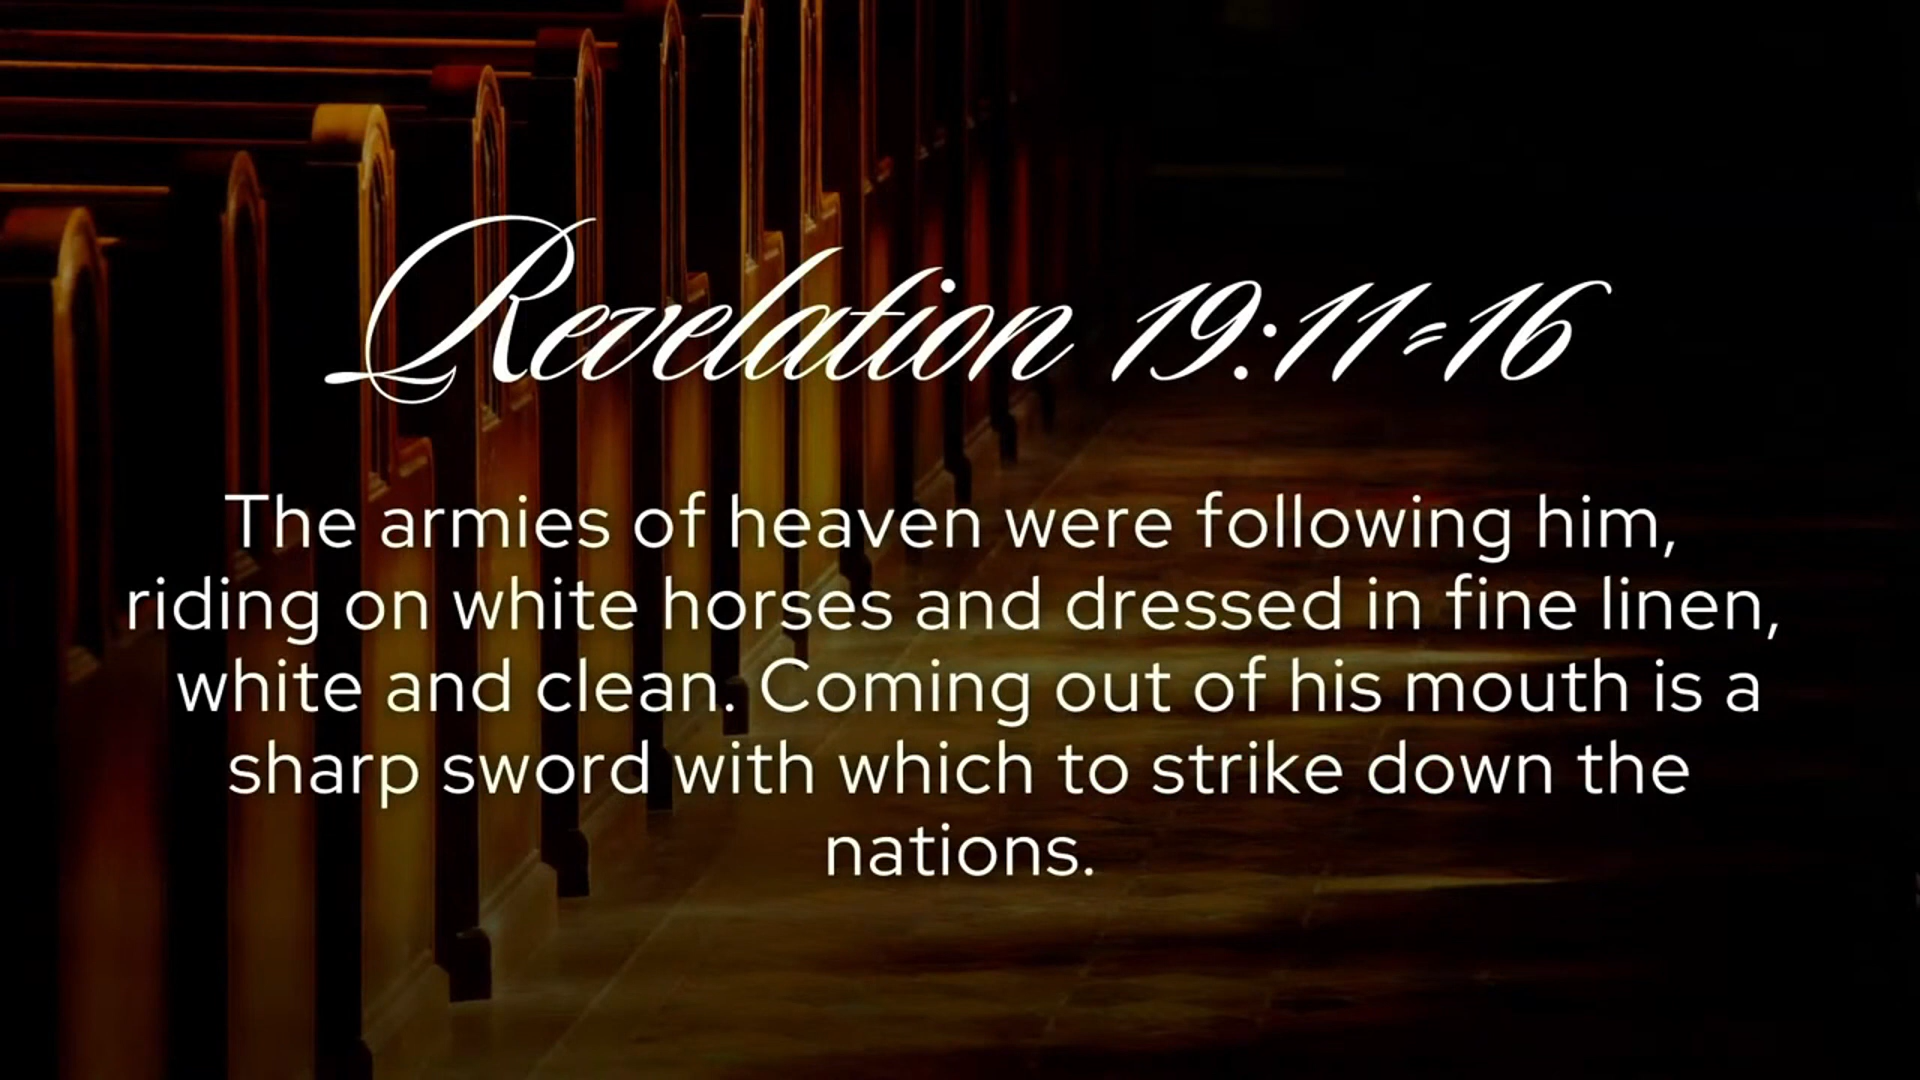 Revelation 19:11-16
The armies of heaven were following him,
riding on white horses and dressed in fine linen,
white and clean. Coming out of his mouth is a
sharp sword with which to strike down the
nations.